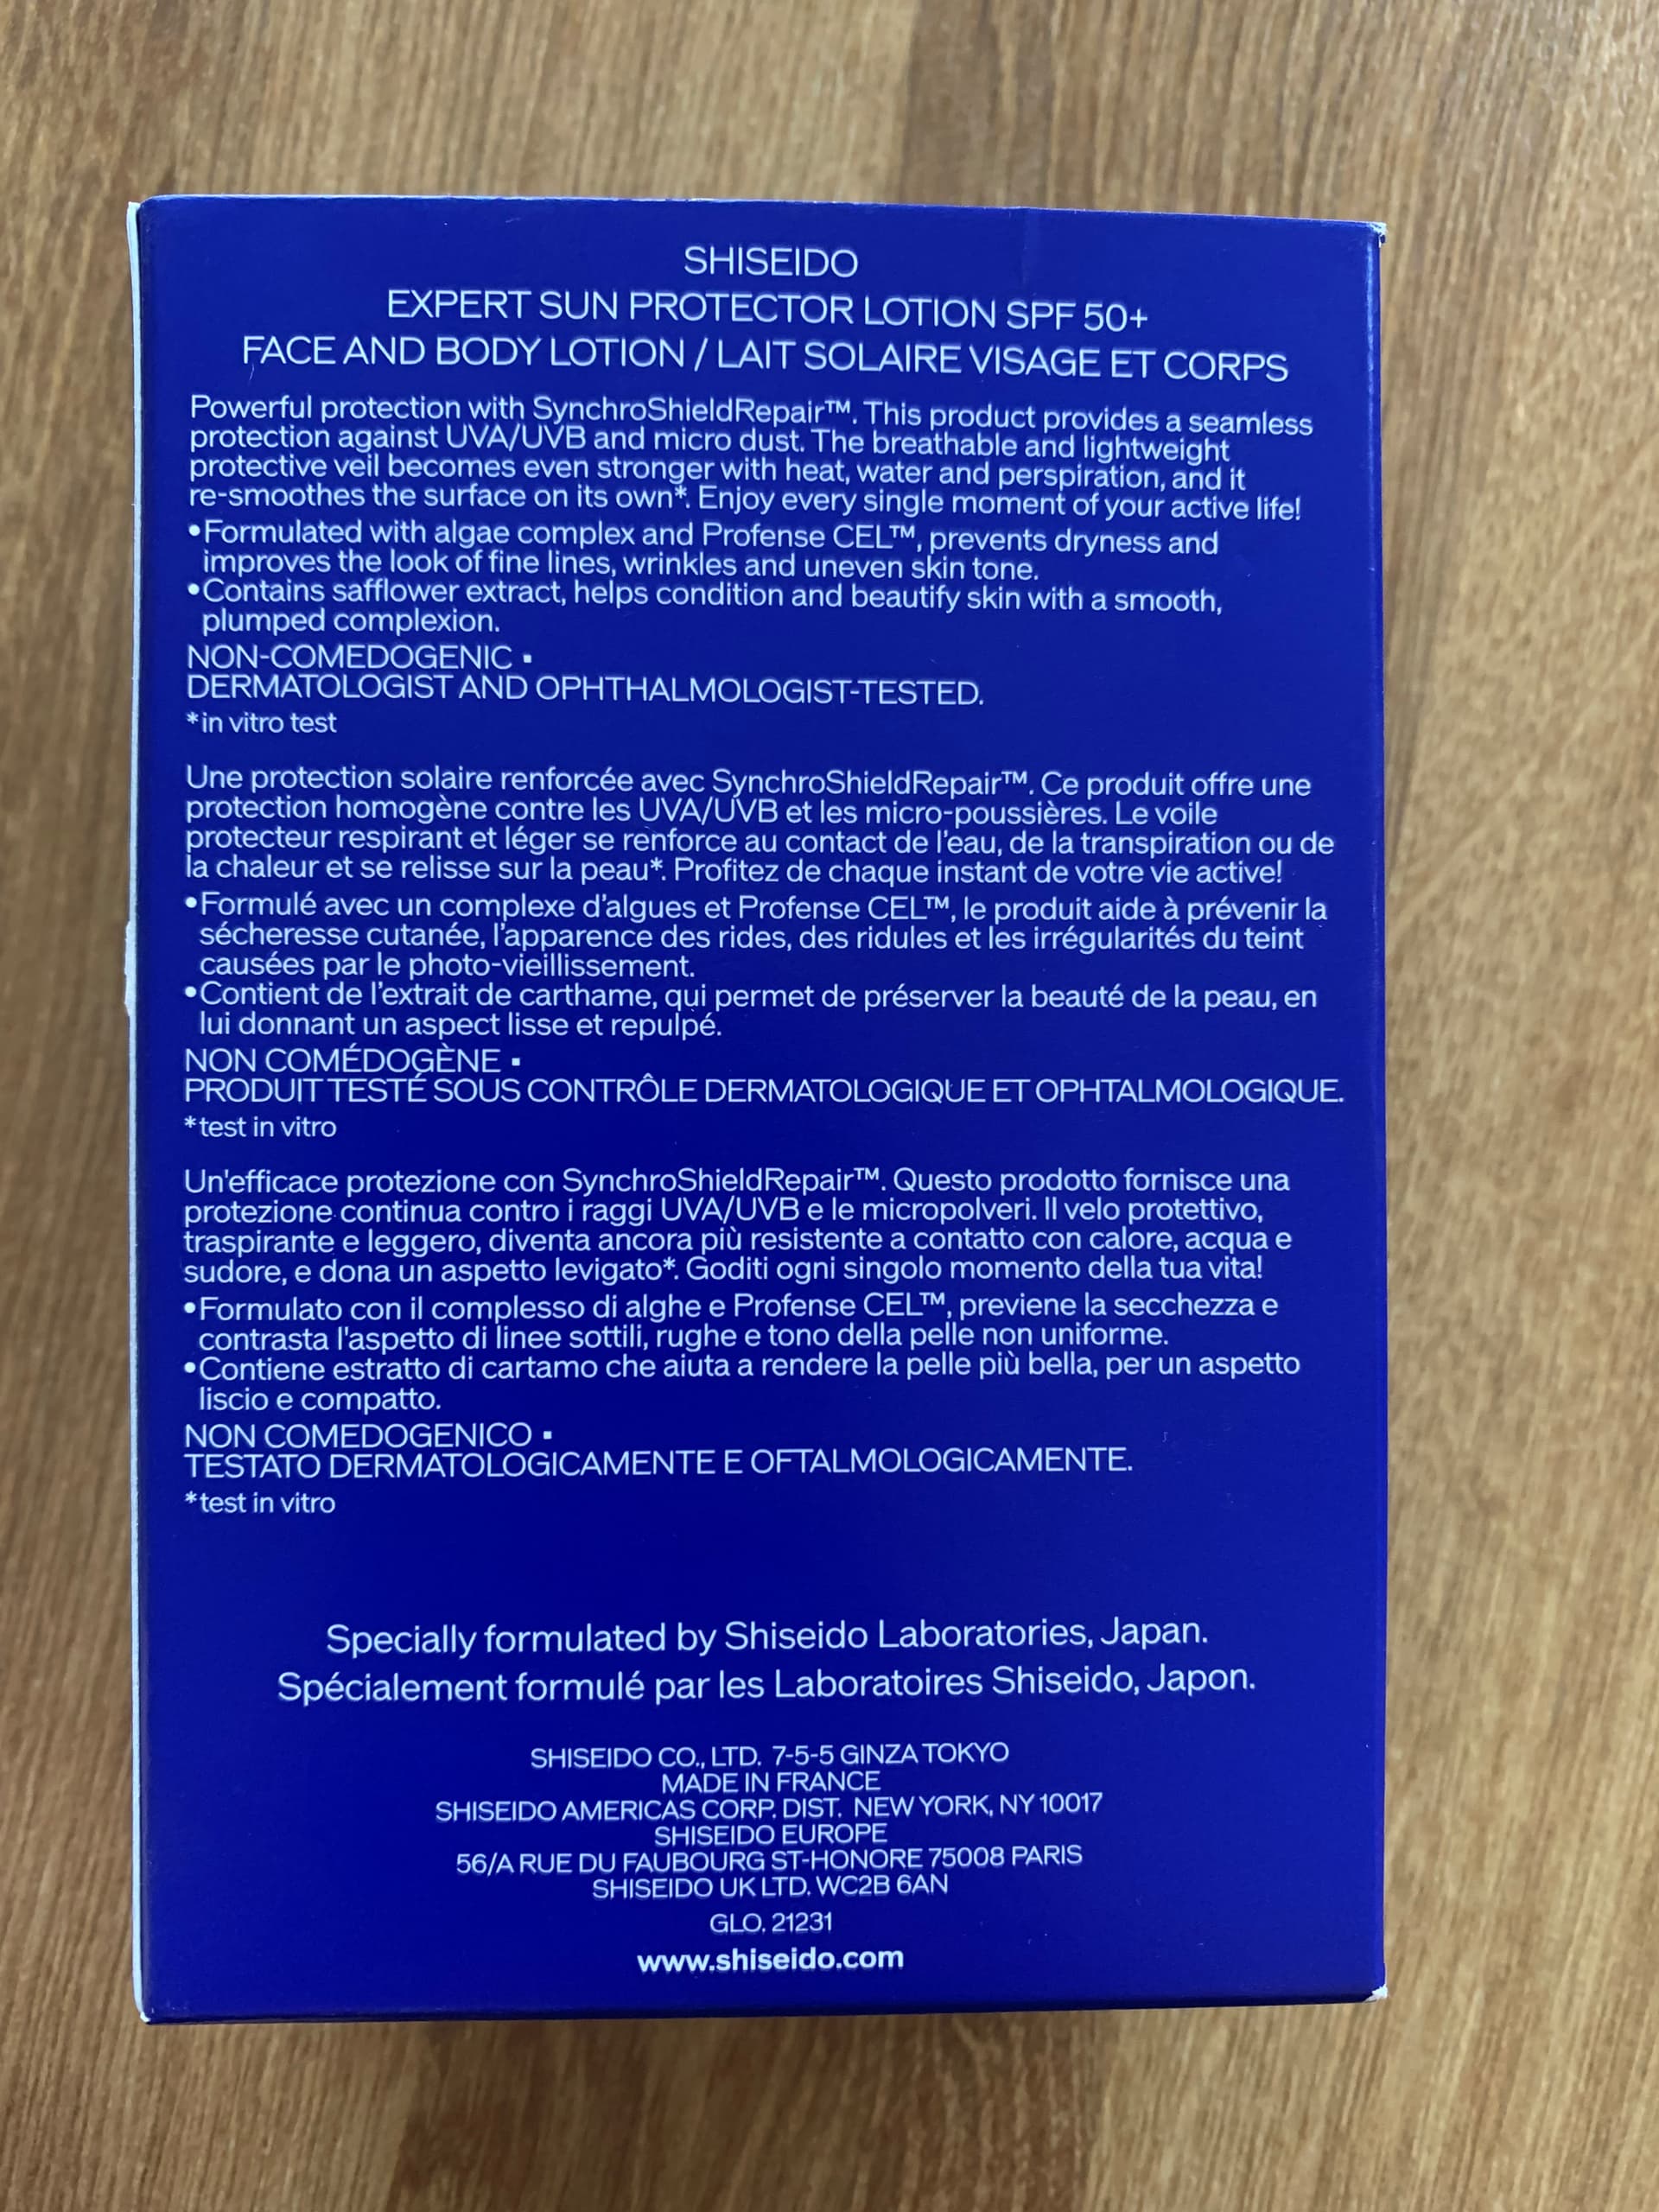 SHISEIDO
EXPERT SUN PROTECTOR LOTION SPF 50+
FACE AND BODY LOTION / LAIT SOLAIRE VISAGE ET CORPS
Powerful protection with SynchroShieldRepair™. This product provides a seamless
protection against UVA/UVB and micro dust. The breathable and lightweight
protective veil becomes even stronger with heat, water and perspiration, and it
re-smoothes the surface on its own*. Enjoy every single moment of your active life!
•Formulated with algae complex and Profense CEL™, prevents dryness and
improves the look of fine lines, wrinkles and uneven skin tone.
•Contains safflower extract, helps condition and beautify skin with a smooth,
plumped complexion.
NON-COMEDOGENIC ▪
DERMATOLOGIST AND OPHTHALMOLOGIST-TESTED.
*in vitro test
Une protection solaire renforcée avec SynchroShieldRepair™. Ce produit offre une
protection homogène contre les UVA/UVB et les micro-poussières. Le voile
protecteur respirant et léger se renforce au contact de l'eau, de la transpiration ou de
la chaleur et se relisse sur la peau*. Profitez de chaque instant de votre vie active!
•Formulé avec un complexe d'algues et Profense CEL™, le produit aide à prévenir la
sécheresse cutanée, l'apparence des rides, des ridules et les irrégularités du teint
causées par le photo-vieillissement.
•Contient de l'extrait de carthame, qui permet de préserver la beauté de la peau, en
lui donnant un aspect lisse et repulpé.
NON COMÉDOGÈNE ▪
PRODUIT TESTÉ SOUS CONTRÔLE DERMATOLOGIQUE ET OPHTALMOLOGIQUE.
*test in vitro
Un'efficace protezione con SynchroShieldRepair™. Questo prodotto fornisce una
protezione continua contro i raggi UVA/UVB e le micropolveri. Il velo protettivo,
traspirante e leggero, diventa ancora più resistente a contatto con calore, acqua e
sudore, e dona un aspetto levigato*. Goditi ogni singolo momento della tua vita!
•Formulato con il complesso di alghe e Profense CEL™, previene la secchezza e
contrasta l'aspetto di linee sottili, rughe e tono della pelle non uniforme.
•Contiene estratto di cartamo che aiuta a rendere la pelle più bella, per un aspetto
liscio e compatto.
NON COMEDOGENICO ▪
TESTATO DERMATOLOGICAMENTE E OFTALMOLOGICAMENTE.
*test in vitro
Specially formulated by Shiseido Laboratories, Japan.
Spécialement formulé par les Laboratoires Shiseido, Japon.
SHISEIDO CO., LTD. 7-5-5 GINZA TOKYO
MADE IN FRANCE
SHISEIDO AMERICAS CORP. DIST. NEW YORK, NY 10017
SHISEIDO EUROPE
56/A RUE DU FAUBOURG ST-HONORE 75008 PARIS
SHISEIDO UK LTD. WC2B 6AN
GLO. 21231
www.shiseido.com